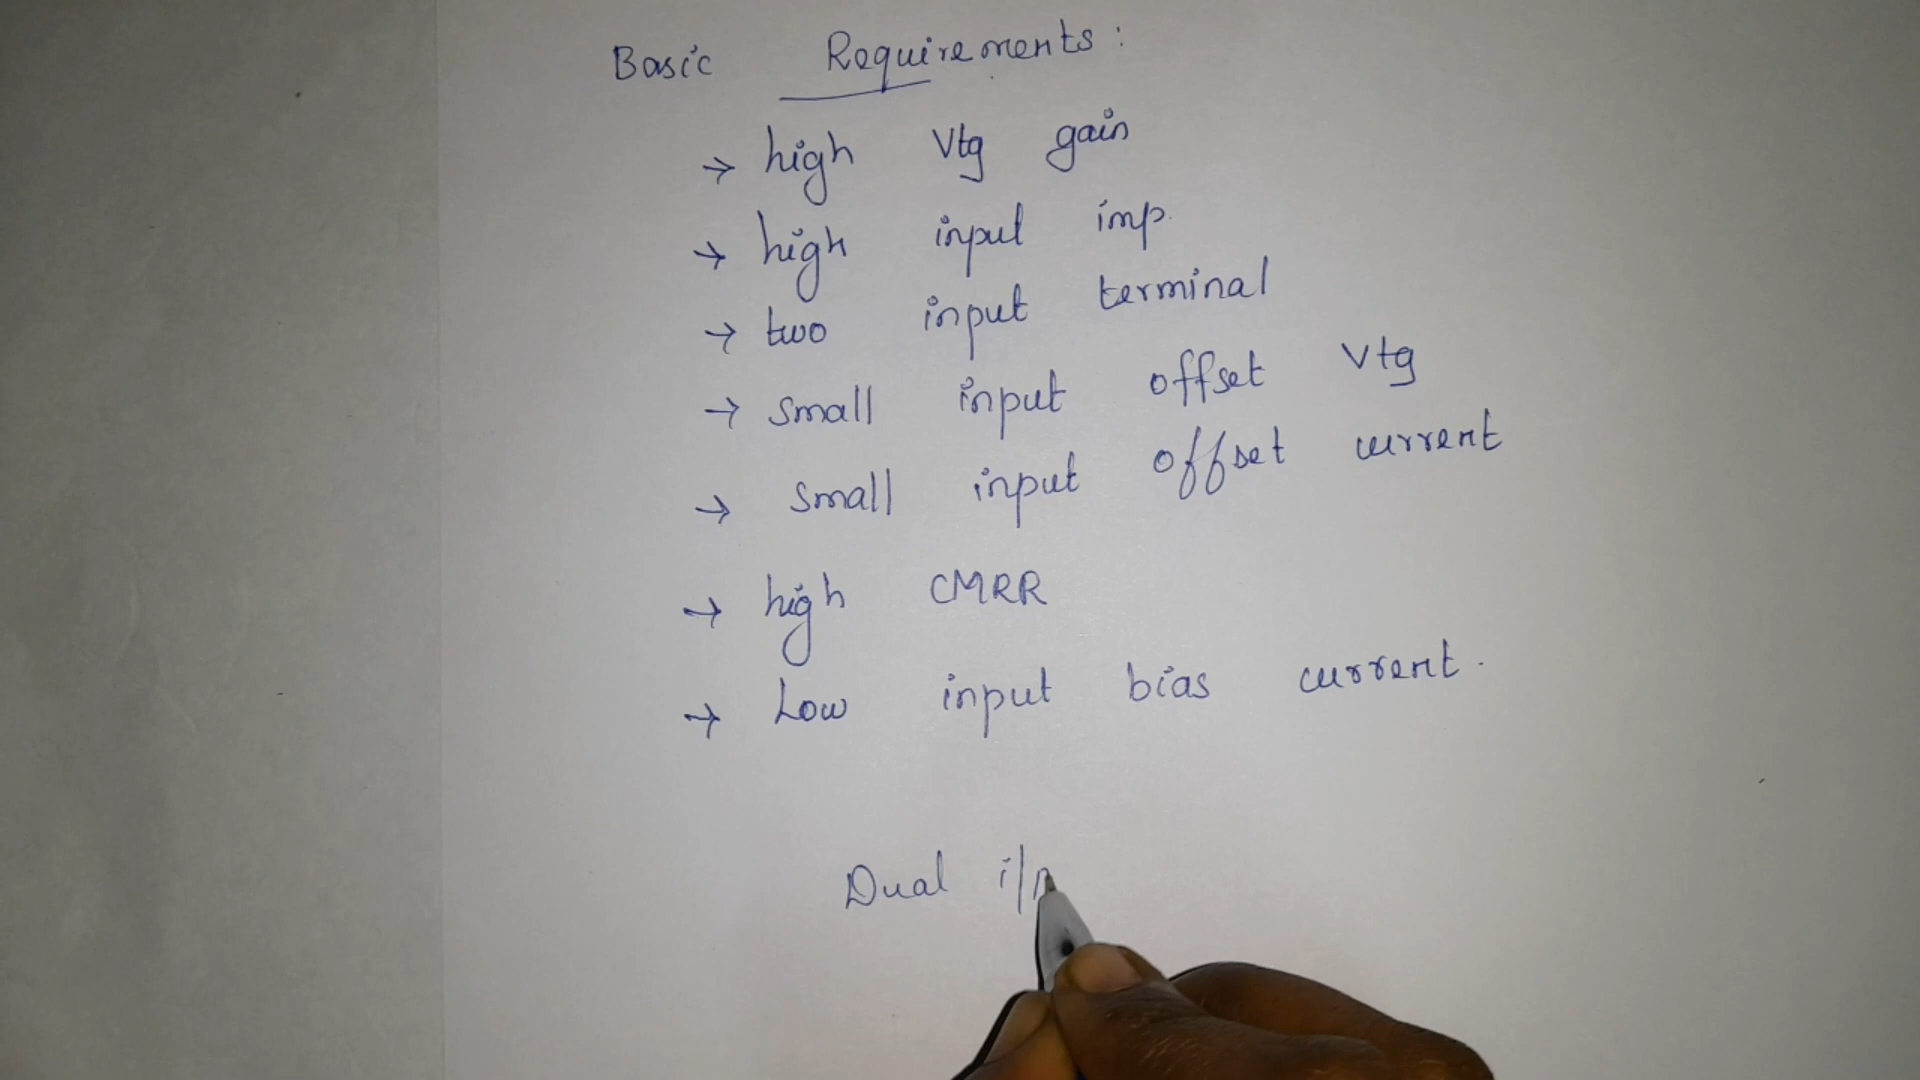 Basic Requirements:
→ high Vtg gain
→ high input imp.
→ two input terminal
→ small input offset Vtg
→ small input offset current
→ high CMRR
→ Low input bias current.
Dual i/p